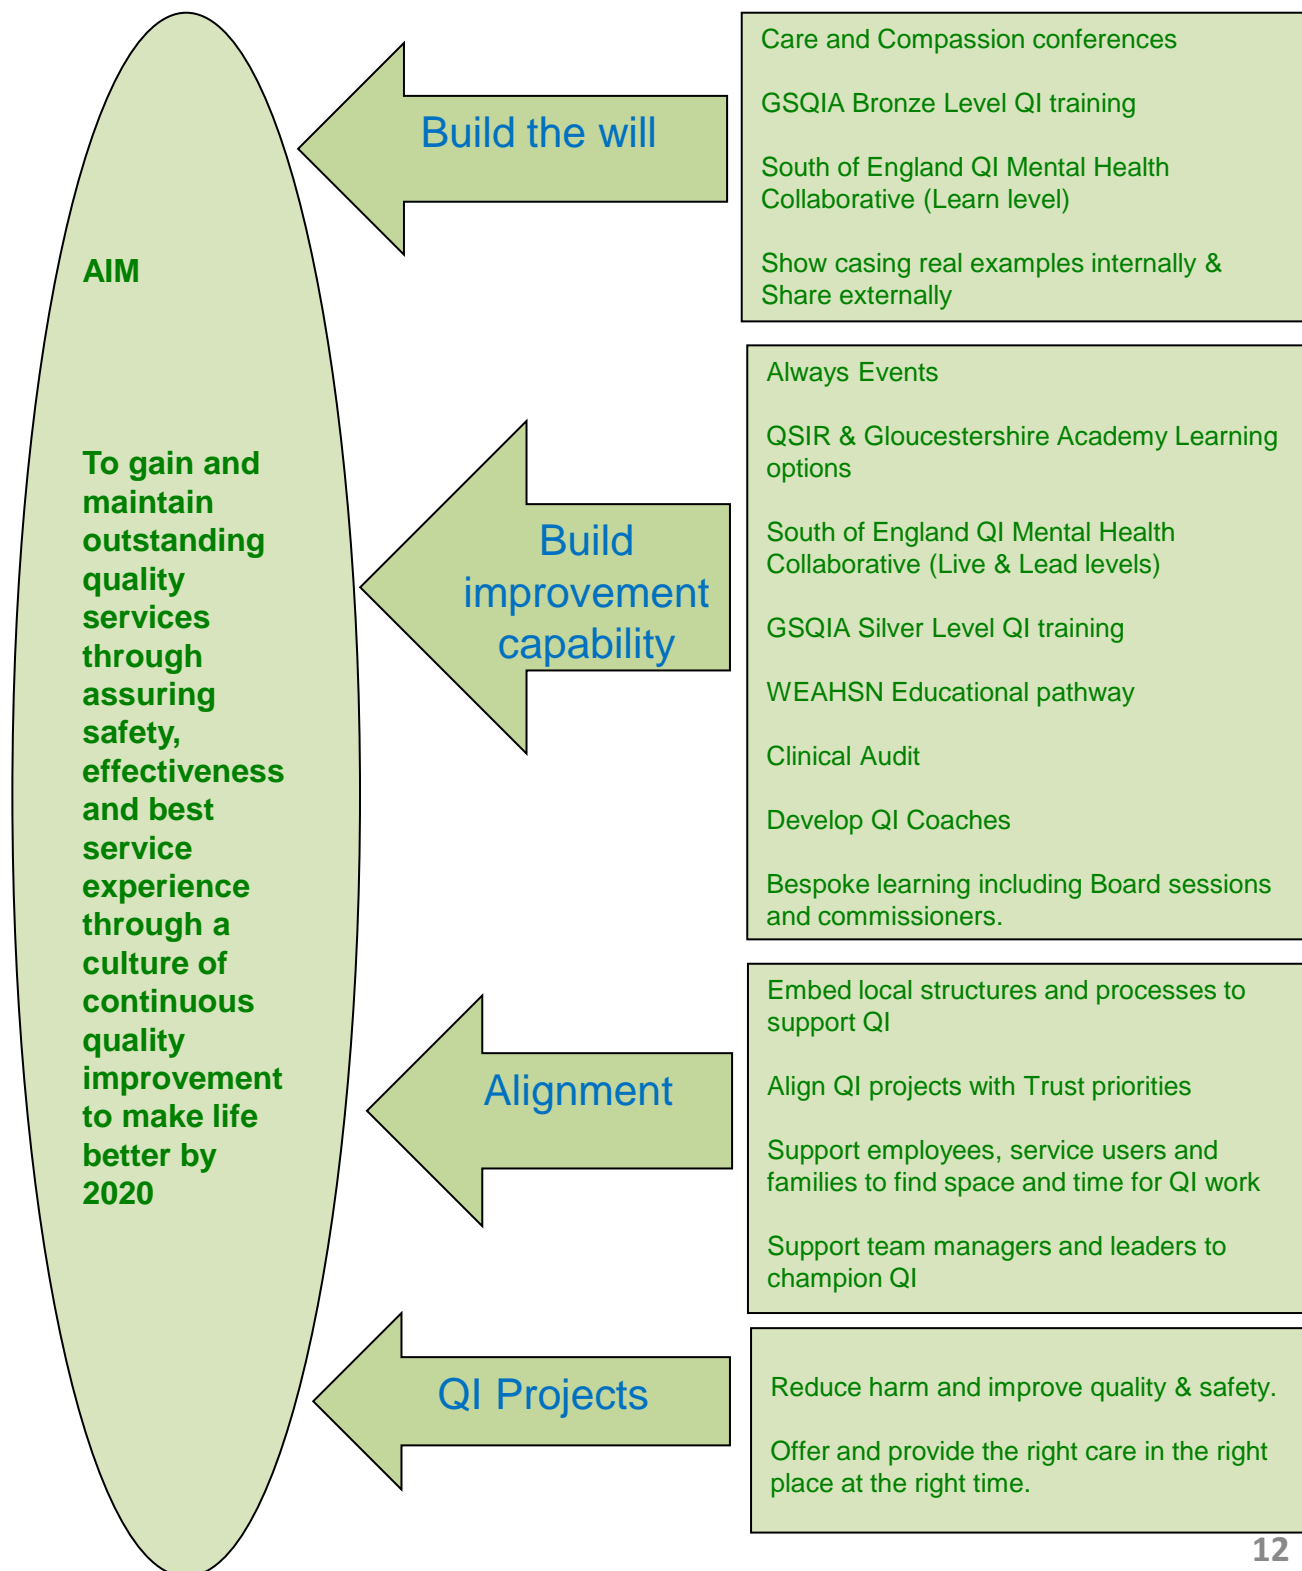 AIM
To gain and
maintain
outstanding
quality
services
through
assuring
safety,
effectiveness
and best
service
experience
through a
culture of
continuous
quality
improvement
to make life
better by
2020
Build the will
Care and Compassion conferences
GSQIA Bronze Level QI training
South of England QI Mental Health
Collaborative (Learn level)
Show casing real examples internally &
Share externally
Build
improvement
capability
Always Events
QSIR & Gloucestershire Academy Learning
options
South of England QI Mental Health
Collaborative (Live & Lead levels)
GSQIA Silver Level QI training
WEAHSN Educational pathway
Clinical Audit
Develop QI Coaches
Bespoke learning including Board sessions
and commissioners.
Alignment
Embed local structures and processes to
support QI
Align QI projects with Trust priorities
Support employees, service users and
families to find space and time for QI work
Support team managers and leaders to
champion QI
QI Projects
Reduce harm and improve quality & safety.
Offer and provide the right care in the right
place at the right time.
12